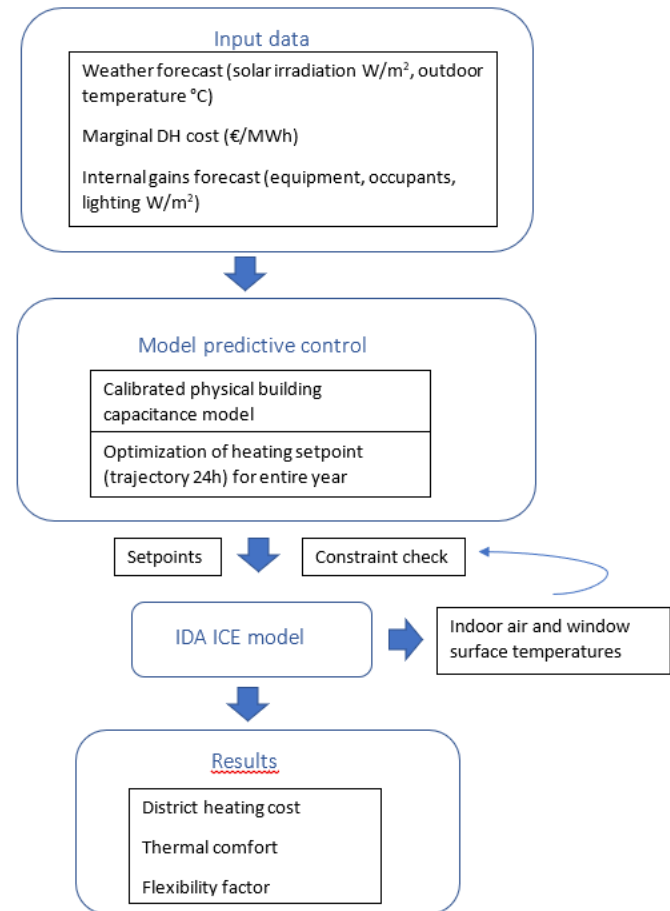 Input data
Weather forecast (solar irradiation W/m², outdoor
temperature °C)
Marginal DH cost (€/MWh)
Internal gains forecast (equipment, occupants,
lighting W/m²)
Model predictive control
Calibrated physical building
capacitance model
Optimization of heating setpoint
(trajectory 24h) for entire year
Setpoints
Constraint check
IDA ICE model
Indoor air and window
surface temperatures
Results
District heating cost
Thermal comfort
Flexibility factor